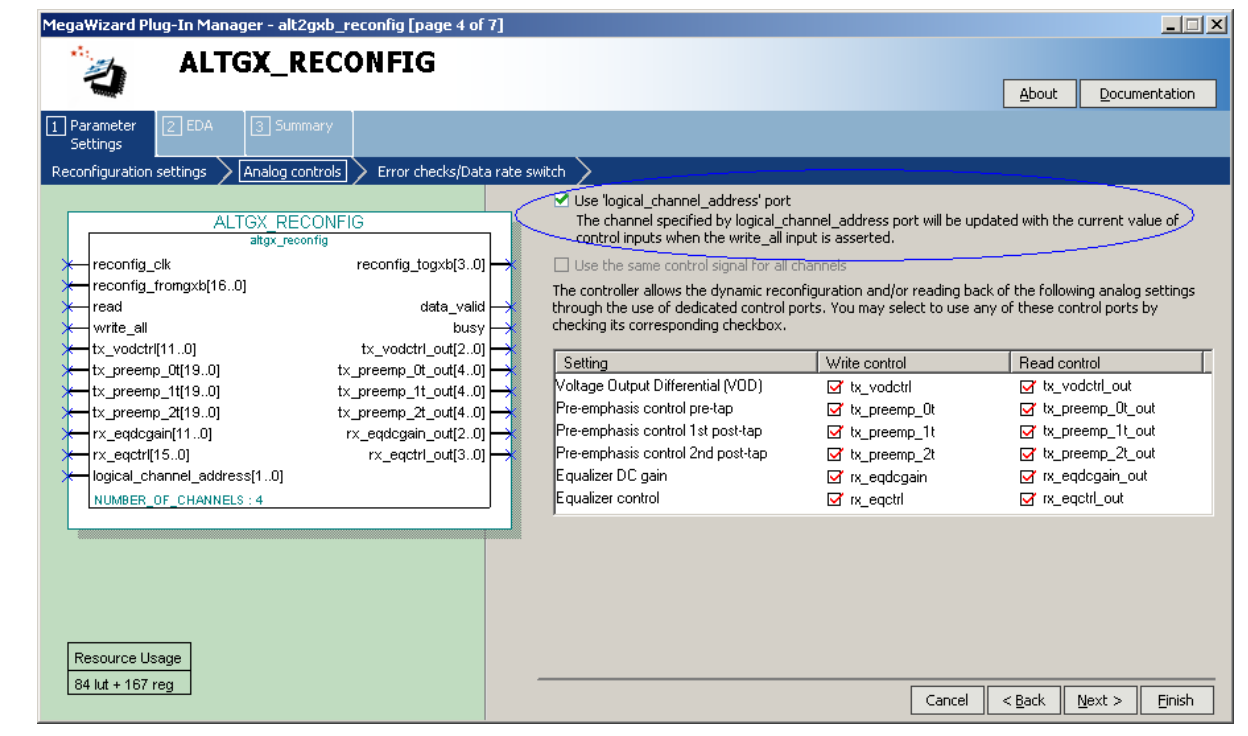 MegaWizard Plug-In Manager - alt2gxb_reconfig [page 4 of 7]
ALTGX_RECONFIG
About
Documentation
1 Parameter Settings
2 EDA
3 Summary
Reconfiguration settings
Analog controls
Error checks/Data rate switch
ALTGX_RECONFIG
altgx_reconfig
reconfig_clk
reconfig_togxb[3..0]
reconfig_fromgxb[16..0]
read
data_valid
write_all
busy
tx_vodctrl[11..0]
tx_vodctrl_out[2..0]
tx_preemp_0t[19..0]
tx_preemp_0t_out[4..0]
tx_preemp_1t[19..0]
tx_preemp_1t_out[4..0]
tx_preemp_2t[19..0]
tx_preemp_2t_out[4..0]
rx_eqdcgain[11..0]
rx_eqdcgain_out[2..0]
rx_eqctrl[15..0]
rx_eqctrl_out[3..0]
logical_channel_address[1..0]
NUMBER_OF_CHANNELS : 4
Resource Usage
84 lut + 167 reg
Use 'logical_channel_address' port
The channel specified by logical_channel_address port will be updated with the current value of
control inputs when the write_all input is asserted.
Use the same control signal for all channels
The controller allows the dynamic reconfiguration and/or reading back of the following analog settings
through the use of dedicated control ports. You may select to use any of these control ports by
checking its corresponding checkbox.
Setting Write control Read control
Voltage Output Differential (VOD) tx_vodctrl tx_vodctrl_out
Pre-emphasis control pre-tap tx_preemp_0t tx_preemp_0t_out
Pre-emphasis control 1st post-tap tx_preemp_1t tx_preemp_1t_out
Pre-emphasis control 2nd post-tap tx_preemp_2t tx_preemp_2t_out
Equalizer DC gain rx_eqdcgain rx_eqdcgain_out
Equalizer control rx_eqctrl rx_eqctrl_out
Cancel
< Back
Next >
Finish